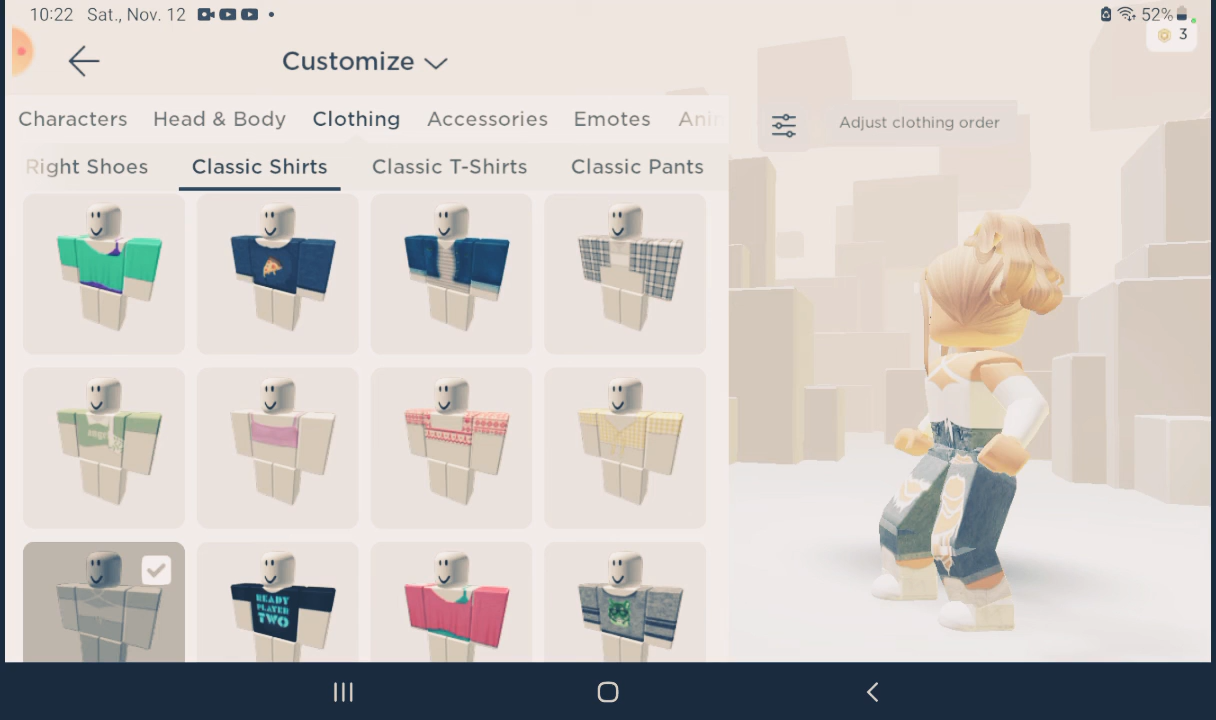 10:22 Sat., Nov. 12
52%
3
Customize
Characters Head & Body Clothing Accessories Emotes Anin
Adjust clothing order
Right Shoes Classic Shirts Classic T-Shirts Classic Pants
READY
PLAYER
TWO